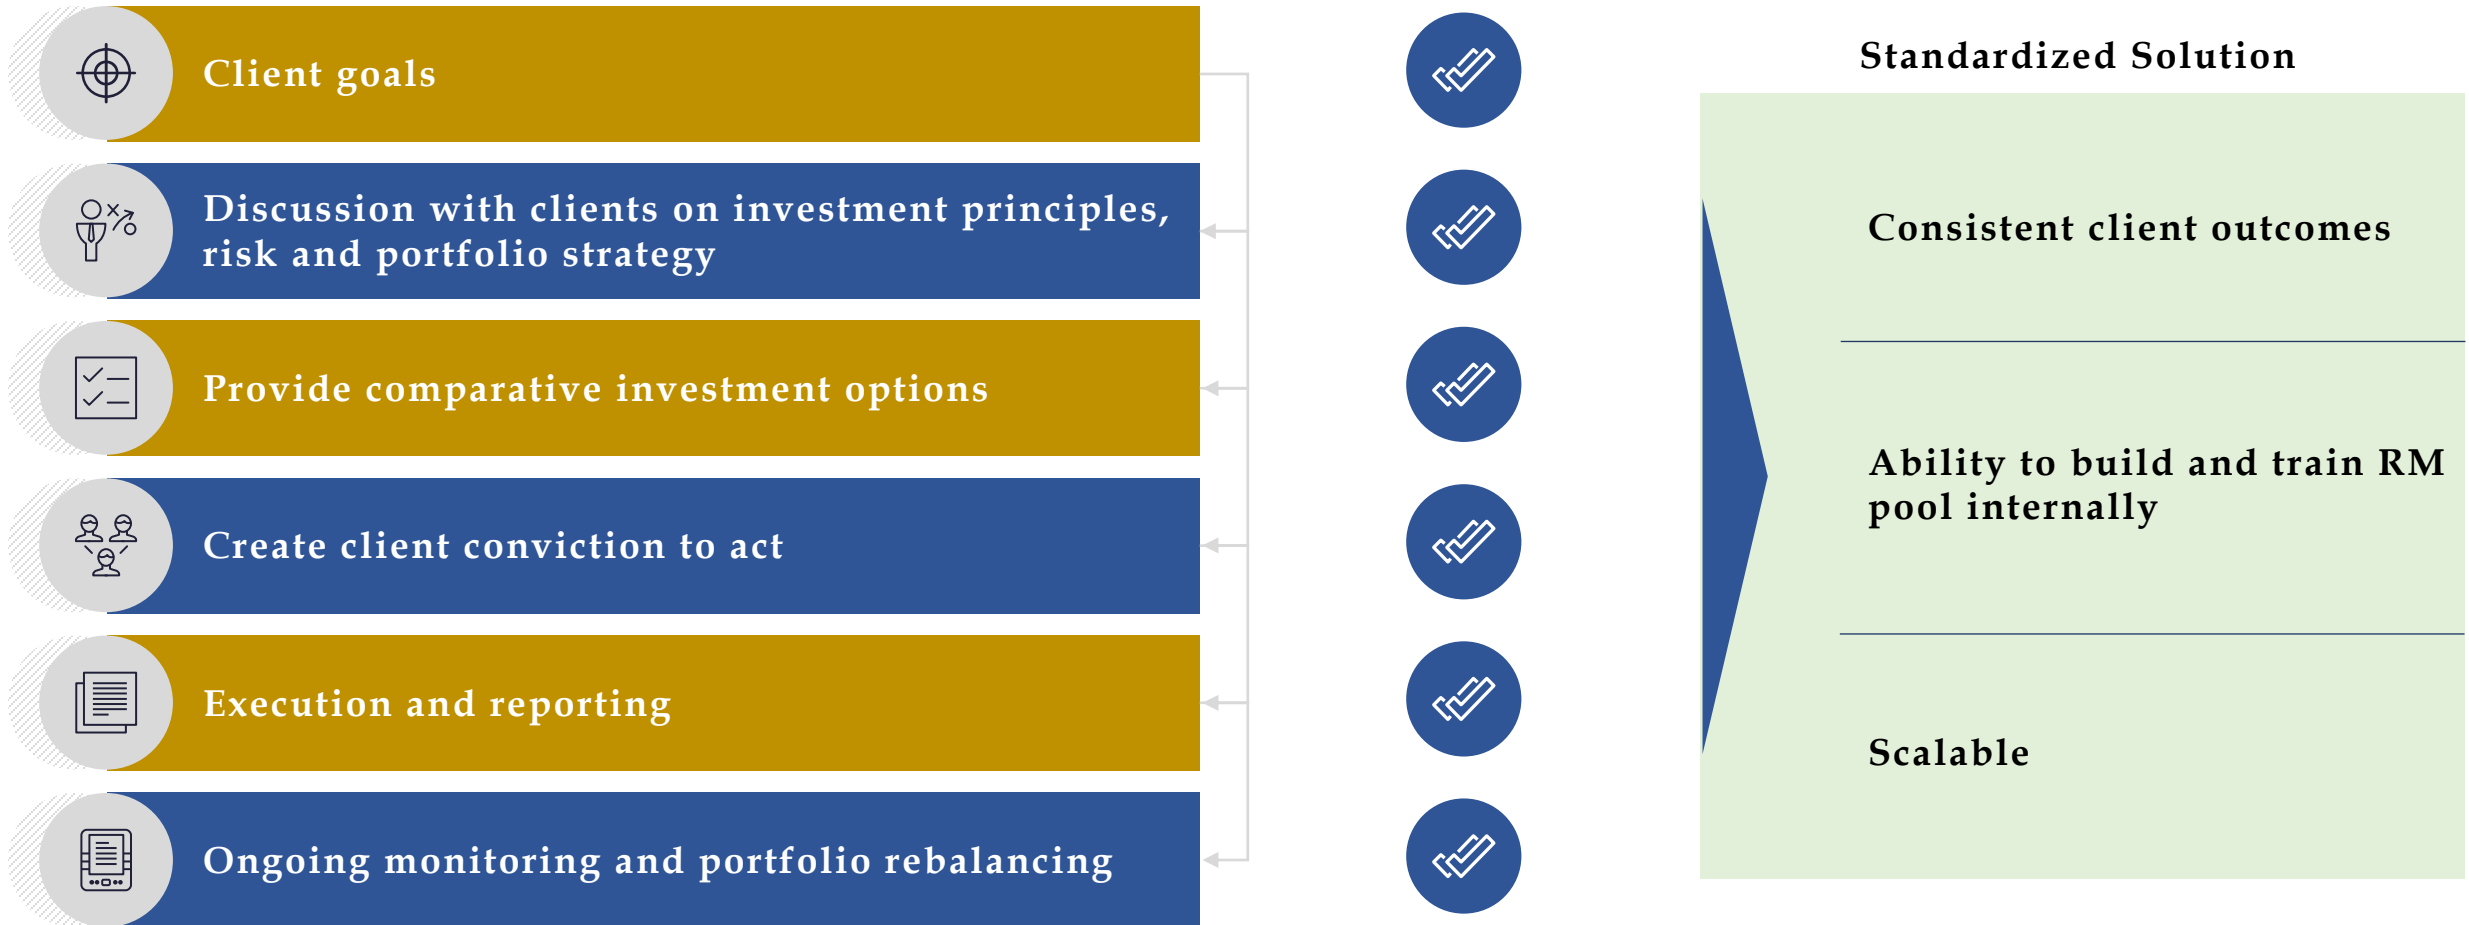 Client goals
Discussion with clients on investment principles,
risk and portfolio strategy
Provide comparative investment options
Create client conviction to act
Execution and reporting
Ongoing monitoring and portfolio rebalancing
Standardized Solution
Consistent client outcomes
Ability to build and train RM
pool internally
Scalable